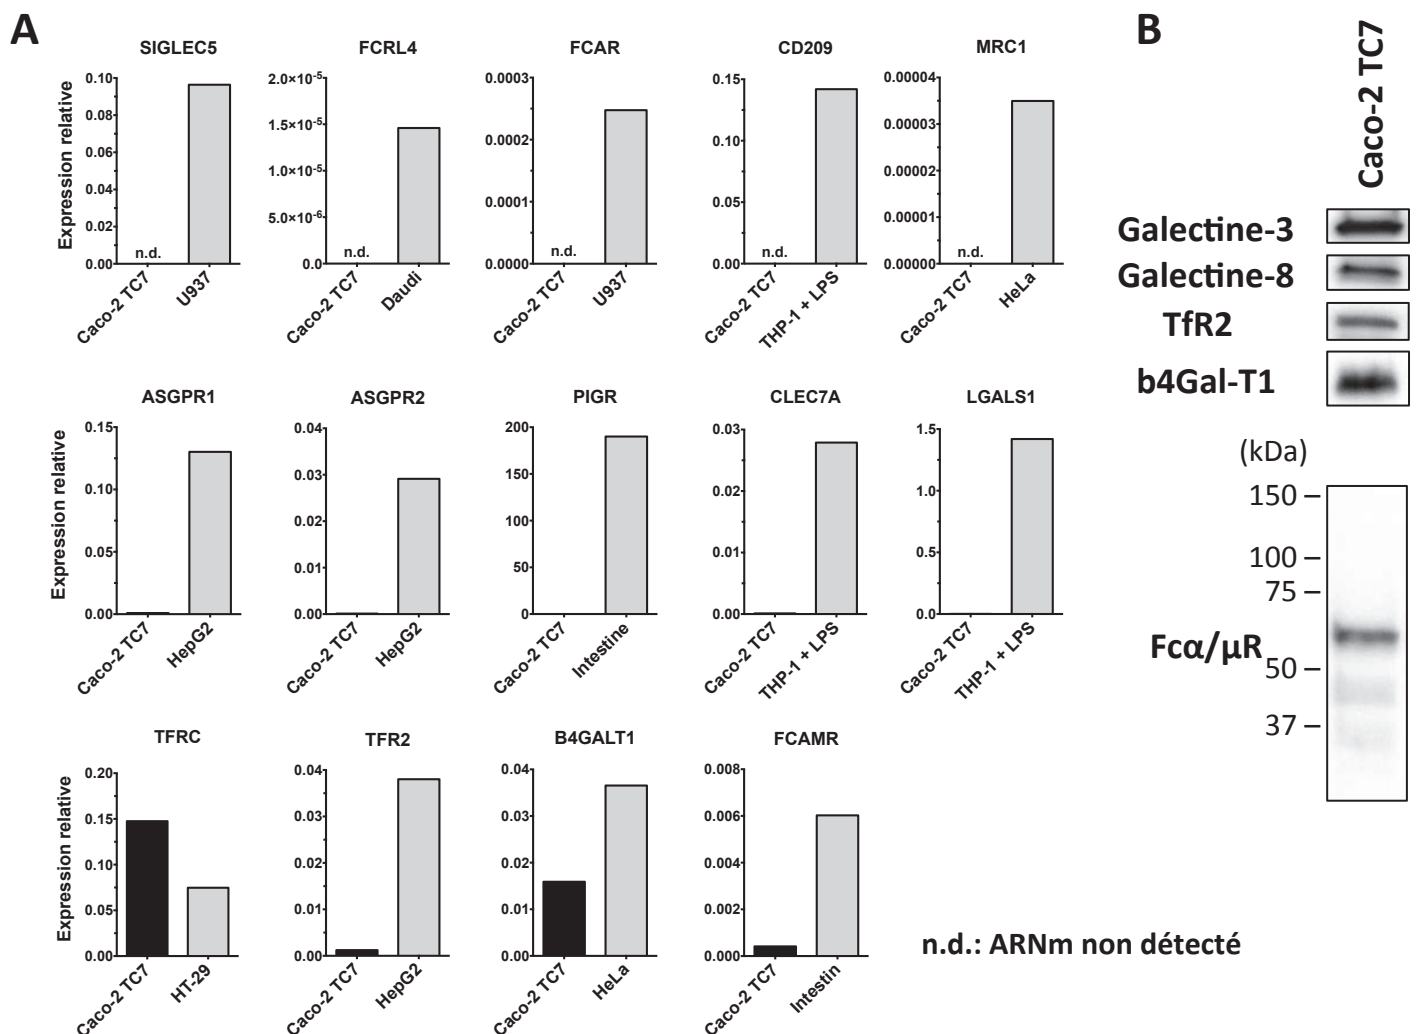 A
B
SIGLEC5
FCRL4
FCAR
CD209
MRC1
Expression relative
0.10
0.08
0.06
0.04
0.02
0.00
n.d.
Caco-2 TC7
U937
2.0×10-5
1.5×10-5
1.0×10-5
5.0×10-6
0.0
n.d.
Caco-2 TC7
Daudi
0.0003
0.0002
0.0001
0.0000
n.d.
Caco-2 TC7
U937
0.15
0.10
0.05
0.00
n.d.
Caco-2 TC7
THP-1 + LPS
0.00004
0.00003
0.00002
0.00001
0.00000
n.d.
Caco-2 TC7
HeLa
ASGPR1
ASGPR2
PIGR
CLEC7A
LGALS1
Expression relative
0.15
0.10
0.05
0.00
Caco-2 TC7
HepG2
0.04
0.03
0.02
0.01
0.00
Caco-2 TC7
HepG2
200
150
100
50
0
Caco-2 TC7
Intestine
0.03
0.02
0.01
0.00
Caco-2 TC7
THP-1 + LPS
1.5
1.0
0.5
0.0
Caco-2 TC7
THP-1 + LPS
TFRC
TFR2
B4GALT1
FCAMR
Expression relative
0.20
0.15
0.10
0.05
0.00
Caco-2 TC7
HT-29
0.04
0.03
0.02
0.01
0.00
Caco-2 TC7
HepG2
0.04
0.03
0.02
0.01
0.00
Caco-2 TC7
HeLa
0.008
0.006
0.004
0.002
0.000
Caco-2 TC7
Intestin
n.d.: ARNm non détecté
Caco-2 TC7
Galectine-3
Galectine-8
TfR2
b4Gal-T1
(kDa)
150
100
75
Fcα/μR
50
37